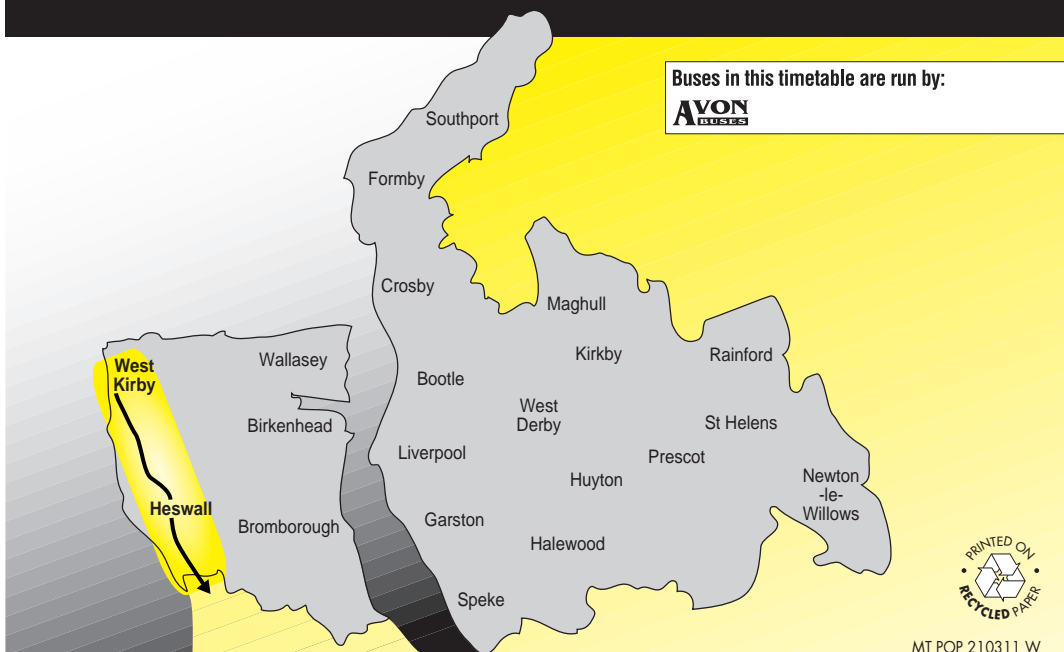 Buses in this timetable are run by:
AVON
BUSES
Southport
Formby
Crosby
Maghull
Kirkby
Rainford
West
Kirby
Wallasey
Bootle
West
Derby
St Helens
Birkenhead
Liverpool
Prescot
Huyton
Newton
-le-
Willows
Heswall
Bromborough
Garston
Halewood
Speke
PRINTED ON
RECYCLED PAPER
MT POP 210311 W